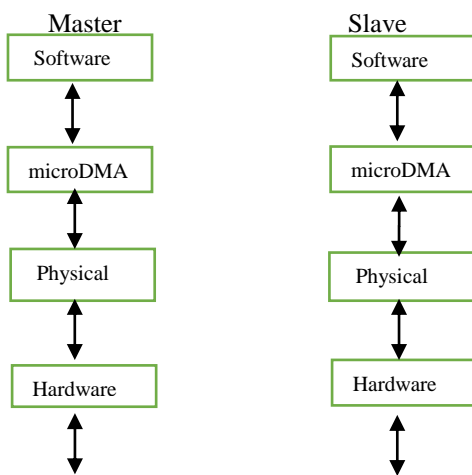 Master
Software
microDMA
Physical
Hardware
Slave
Software
microDMA
Physical
Hardware